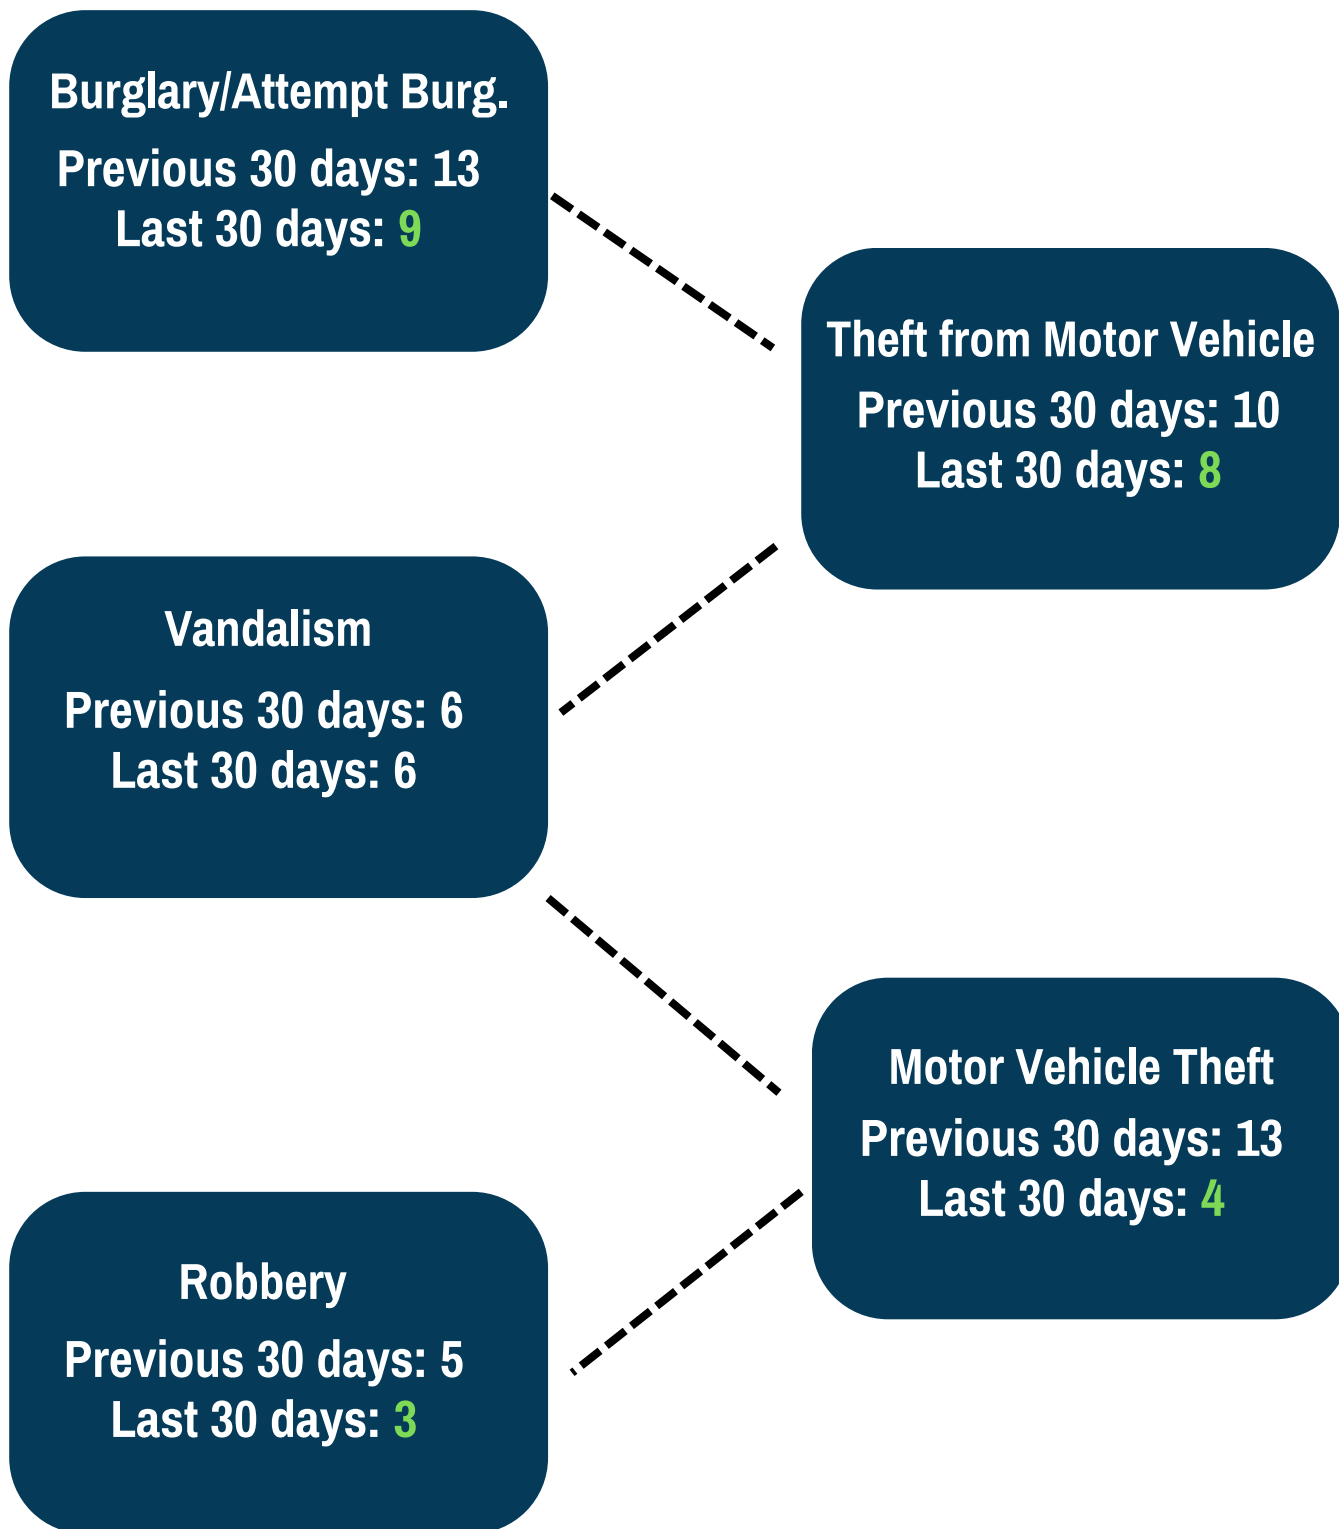 Burglary/Attempt Burg.
Previous 30 days: 13
Last 30 days: 9
Theft from Motor Vehicle
Previous 30 days: 10
Last 30 days: 8
Vandalism
Previous 30 days: 6
Last 30 days: 6
Motor Vehicle Theft
Previous 30 days: 13
Last 30 days: 4
Robbery
Previous 30 days: 5
Last 30 days: 3